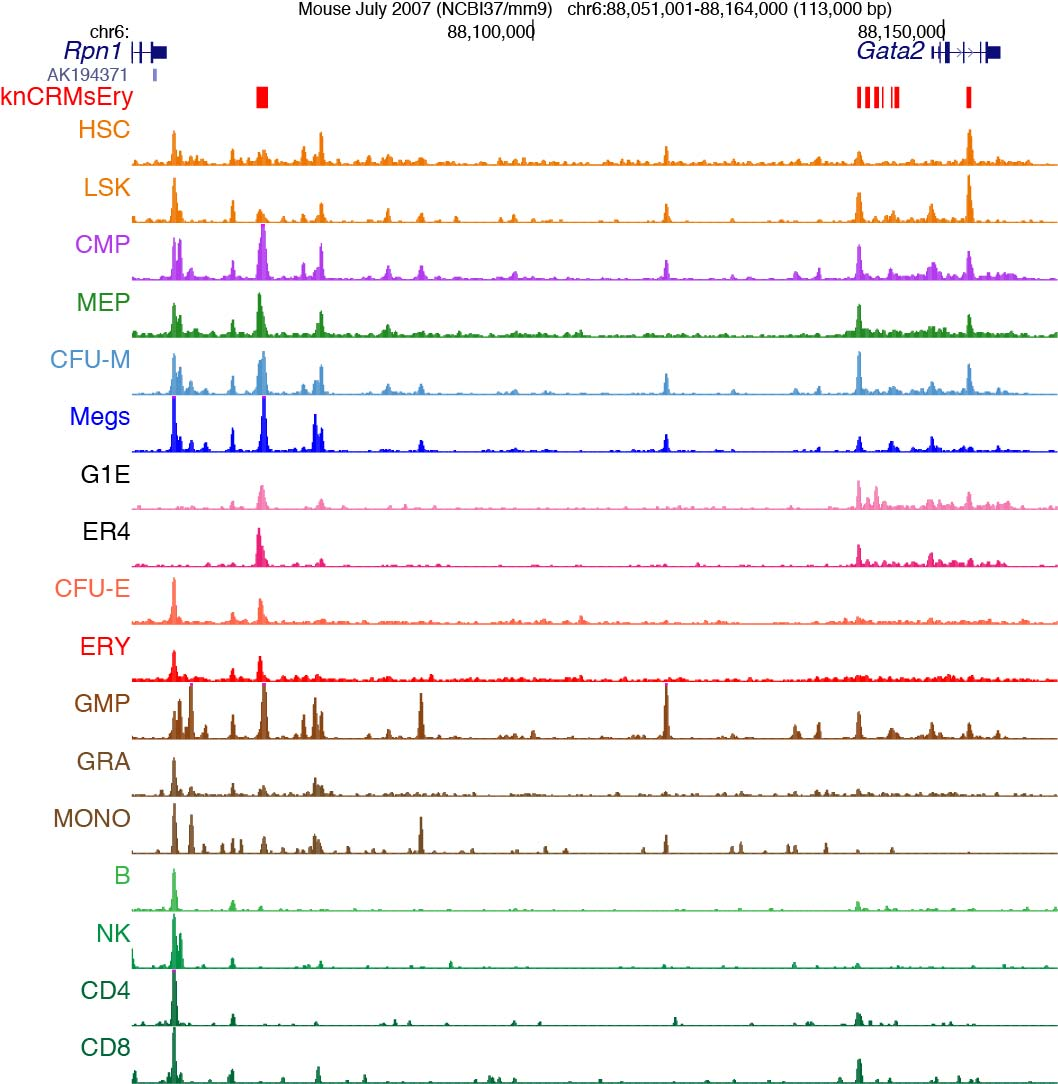 Mouse July 2007 (NCBI37/mm9) chr6:88,051,001-88,164,000 (113,000 bp)
chr6: 88,100,000 88,150,000
Rpn1 Gata2
AK194371
knCRMsEry
HSC
LSK
CMP
MEP
CFU-M
Megs
G1E
ER4
CFU-E
ERY
GMP
GRA
MONO
B
NK
CD4
CD8